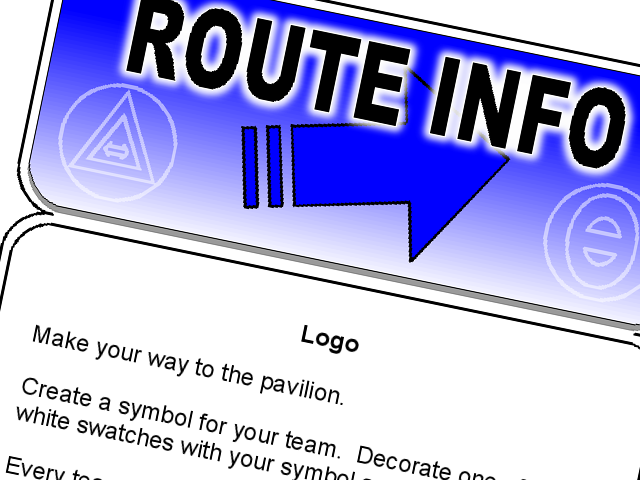 ROUTE INFO
Logo
Make your way to the pavilion.
Create a symbol for your team. Decorate one
white swatches with your symbol
Every